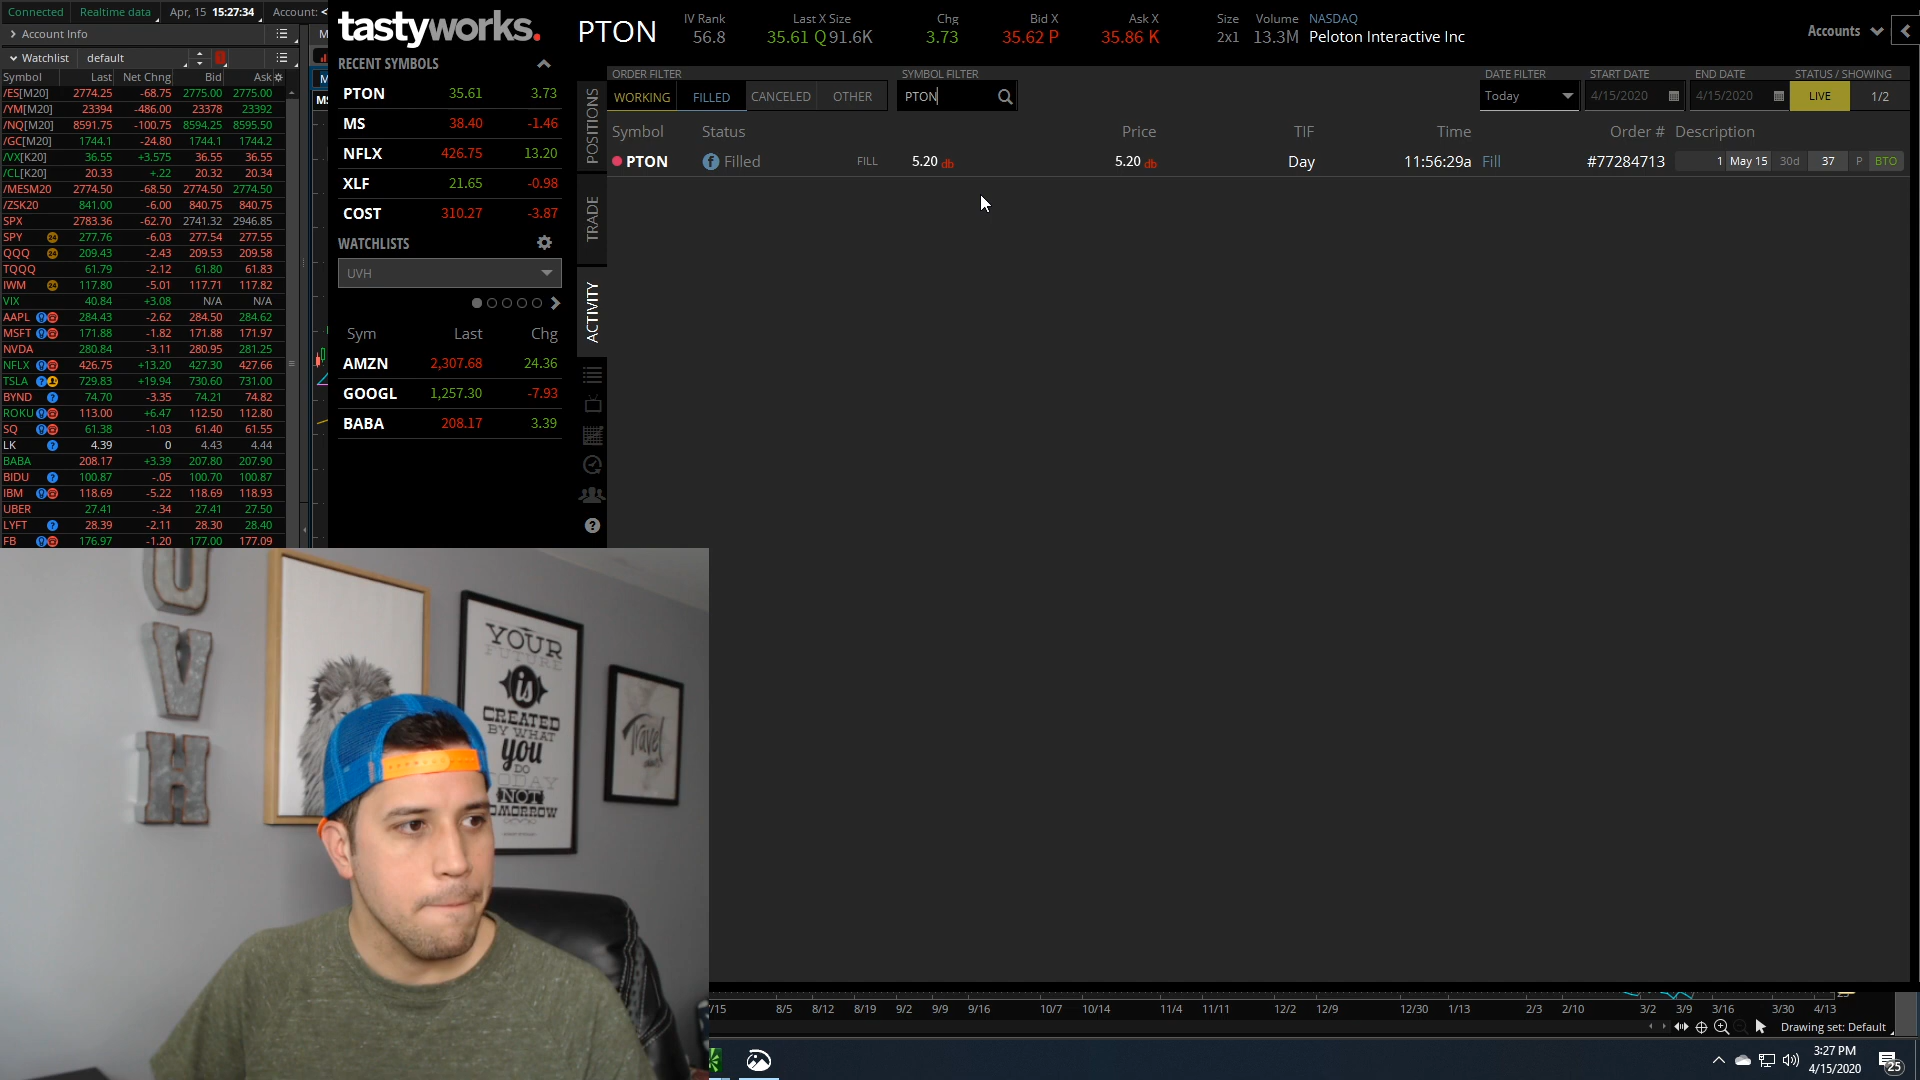 Connected Realtime data Apr, 15 15:27:34 Account: <
Account Info
Watchlist default
Symbol Last Net Chng Bid Ask
/ES[M20] 2774.25 -68.75 2775.00 2775.00
/YM[M20] 23394 -486.00 23378 23392
/NQ[M20] 8591.75 -100.75 8594.25 8595.50
/GC[M20] 1744.1 -24.80 1744.1 1744.2
/VX[K20] 36.55 +3.575 36.55 36.55
/CL[K20] 20.33 +.22 20.32 20.34
/MESM20 2774.50 -68.50 2774.50 2774.50
/ZSK20 841.00 -6.00 840.75 840.75
SPX 2783.36 -62.70 2741.32 2946.85
SPY 24 277.76 -6.03 277.54 277.55
QQQ 24 209.43 -2.43 209.53 209.58
TQQQ 61.79 -2.12 61.80 61.83
IWM 24 117.80 -5.01 117.71 117.82
VIX 40.84 +3.08 N/A N/A
AAPL 284.43 -2.62 284.50 284.62
MSFT 171.88 -1.82 171.88 171.97
NVDA 280.84 -3.11 280.95 281.25
NFLX 426.75 +13.20 427.30 427.66
TSLA 729.83 +19.94 730.60 731.00
BYND 74.70 -3.35 74.21 74.82
ROKU 113.00 +6.47 112.50 112.80
SQ 61.38 -1.03 61.40 61.55
LK 4.39 0 4.43 4.44
BABA 208.17 +3.39 207.80 207.90
BIDU 100.87 -.05 100.70 100.87
IBM 118.69 -5.22 118.69 118.93
UBER 27.41 -.34 27.41 27.50
LYFT 28.39 -2.11 28.30 28.40
FB 176.97 -1.20 177.00 177.09
tastyworks.
RECENT SYMBOLS
PTON 35.61 3.73
MS 38.40 -1.46
NFLX 426.75 13.20
XLF 21.65 -0.98
COST 310.27 -3.87
WATCHLISTS
UVH
Sym Last Chg
AMZN 2,307.68 24.36
GOOGL 1,257.30 -7.93
BABA 208.17 3.39
POSITIONS
TRADE
ACTIVITY
PTON
IV Rank Last X Size Chg Bid X Ask X Size Volume NASDAQ
56.8 35.61 Q 91.6K 3.73 35.62 P 35.86 K 2x1 13.3M Peloton Interactive Inc
Accounts
ORDER FILTER SYMBOL FILTER DATE FILTER START DATE END DATE STATUS / SHOWING
WORKING FILLED CANCELED OTHER PTON Today 4/15/2020 4/15/2020 LIVE 1/2
Symbol Status Price TIF Time Order # Description
PTON f Filled FILL 5.20 db 5.20 db Day 11:56:29a Fill #77284713 1 May 15 30d 37 P BTO
U
V
H
YOUR
FUTURE
is
CREATED
BY WHAT
you
DO
TODAY
NOT
TOMORROW
travel
/15 8/5 8/12 8/19 9/2 9/9 9/16 10/7 10/14 11/4 11/11 12/2 12/9 12/30 1/13 2/3 2/10 3/2 3/9 3/16 3/30 4/13
Drawing set: Default
3:27 PM
4/15/2020
25